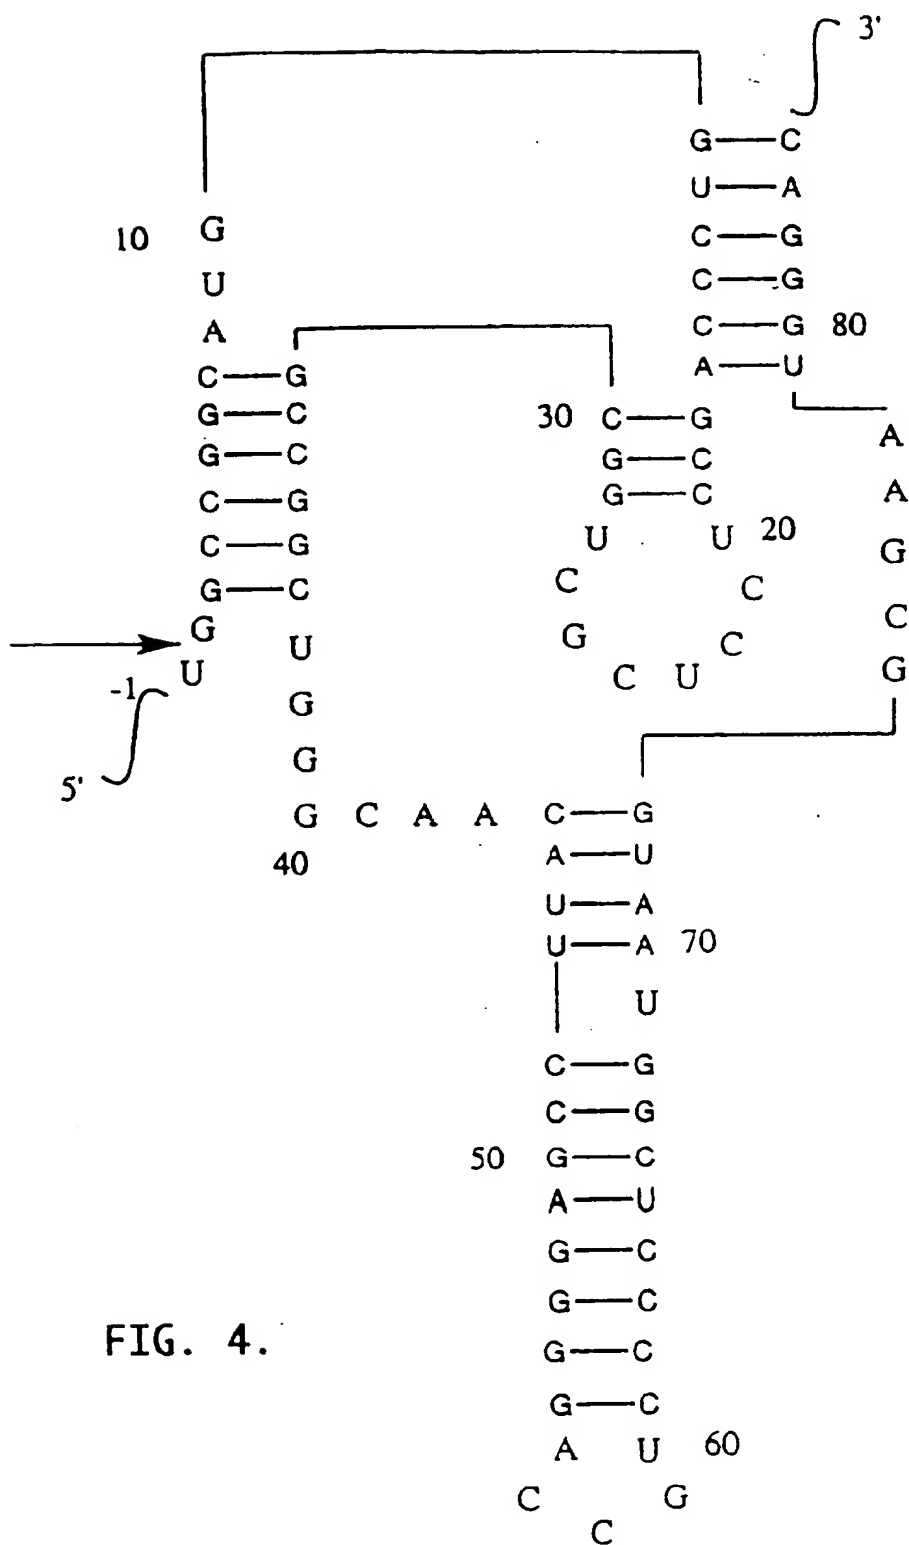 3'
G C
U A
10 G C G
U C G
A C G 80
C G A U
G C 30 C G A
G C G C A
C G G C G
C G U U 20 C
G C C C G
G U G C
-1 U G C U
5' G
G C A A C G
40 A U
U A
U A 70
U
C G
C G
50 G C
A U
G C
G C
G C
G C
A U 60
C G
C
FIG. 4.